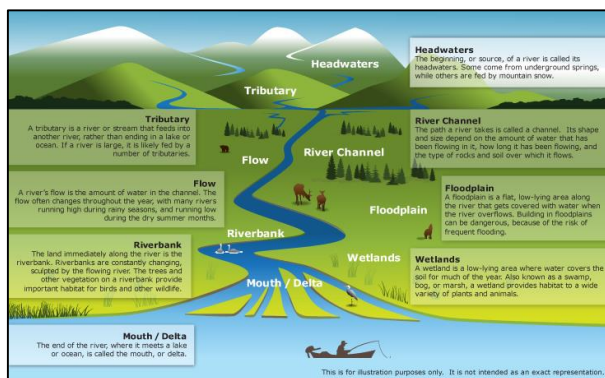 Headwaters
The beginning, or source, of a river is called its
headwaters. Some come from underground springs,
while others are fed by mountain snow.
Headwaters
Tributary
Tributary
A tributary is a river or stream that feeds into
another river, rather than ending in a lake or
ocean. If a river is large, it is likely fed by a
number of tributaries.
River Channel
The path a river takes is called a channel. Its shape
and size depend on the amount of water that has
been flowing in it, how long it has been flowing, and
the type of rocks and soil over which it flows.
River Channel
Flow
Flow
A river's flow is the amount of water in the channel. The
flow often changes throughout the year, with many rivers
running high during rainy seasons, and running low
during the dry summer months.
Floodplain
A floodplain is a flat, low-lying area along
the river that gets covered with water when
the river overflows. Building in floodplains
can be dangerous, because of the risk of
frequent flooding.
Floodplain
Riverbank
Riverbank
The land immediately along the river is the
riverbank. Riverbanks are constantly changing,
sculpted by the flowing river. The trees and
other vegetation on a riverbank provide
important habitat for birds and other wildlife.
Wetlands
Wetlands
A wetland is a low-lying area where water covers the
soil for much of the year. Also known as a swamp,
bog, or marsh, a wetland provides habitat to a wide
variety of plants and animals.
Mouth / Delta
Mouth / Delta
The end of the river, where it meets a lake
or ocean, is called the mouth, or delta.
This is for illustration purposes only. It is not intended as an exact representation.